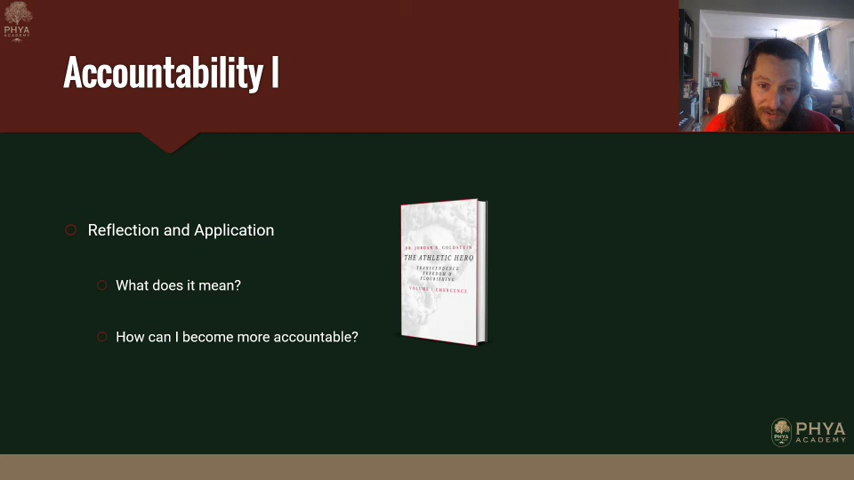 PHYA
ACADEMY
Accountability I
Reflection and Application
What does it mean?
How can I become more accountable?
DR. JORDAN N. GOLDSTEIN
THE ATHLETIC HERO
TRANSCENDENCE,
FREEDOM &
FLOURISHING
VOLUME I: EMERGENCE
PHYA
PHYA
ACADEMY